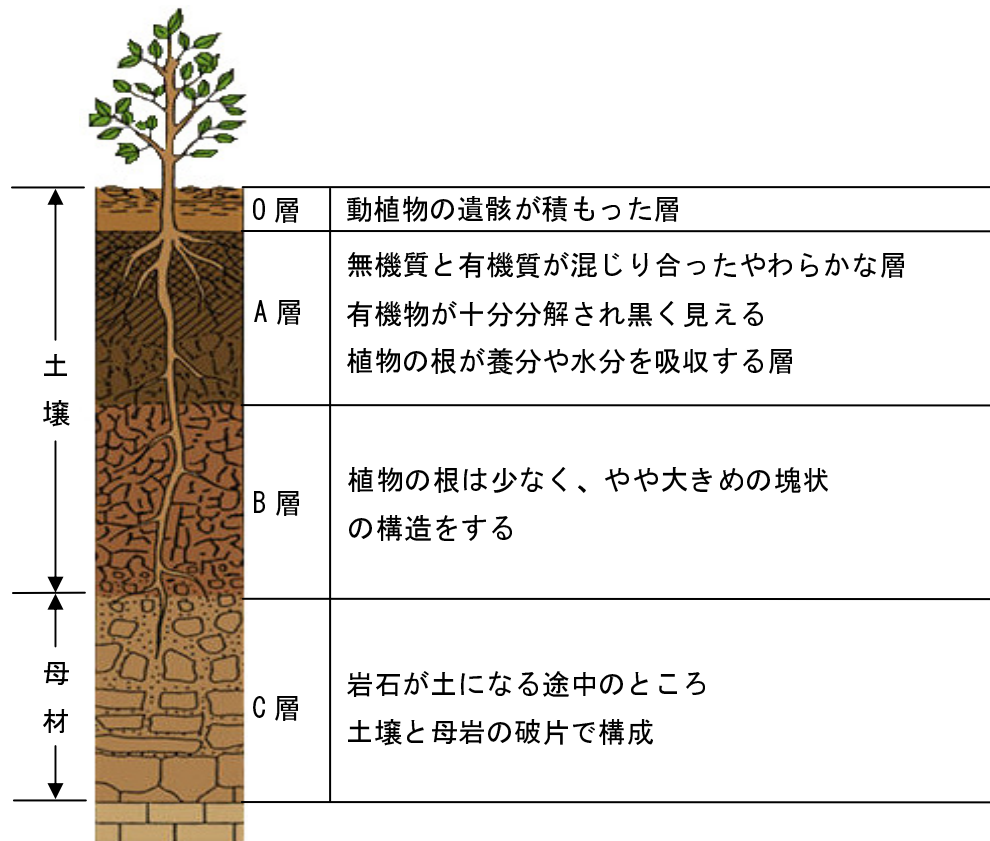 O層
動植物の遺骸が積もった層
A層
無機質と有機質が混じり合ったやわらかな層
有機物が十分分解され黒く見える
植物の根が養分や水分を吸収する層
土壌
B層
植物の根は少なく、やや大きめの塊状
の構造をする
母材
C層
岩石が土になる途中のところ
土壌と母岩の破片で構成